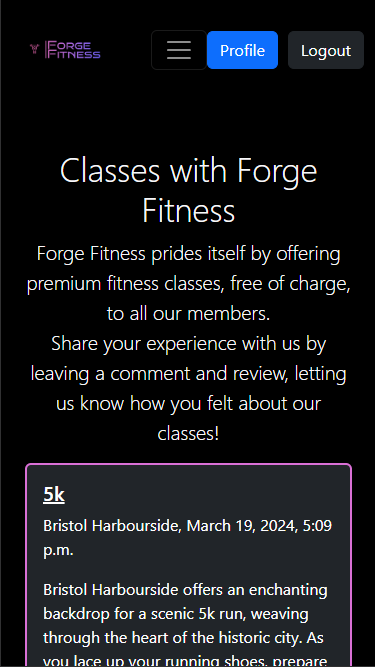 FORGE
FITNESS
Profile
Logout
Classes with Forge
Fitness
Forge Fitness prides itself by offering
premium fitness classes, free of charge,
to all our members.
Share your experience with us by
leaving a comment and review, letting
us know how you felt about our
classes!
5k
Bristol Harbourside, March 19, 2024, 5:09
p.m.
Bristol Harbourside offers an enchanting
backdrop for a scenic 5k run, weaving
through the heart of the historic city. As
you lace up your running shoes, prepare